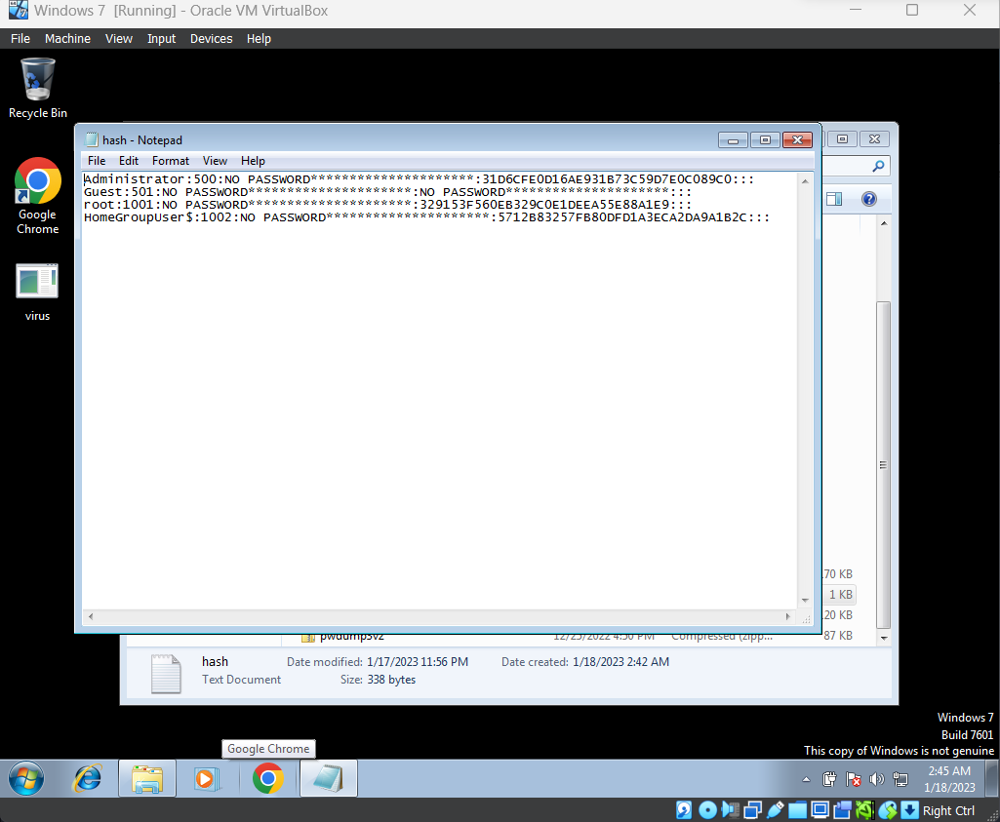 Windows 7 [Running] - Oracle VM VirtualBox
File Machine View Input Devices Help
Recycle Bin
Google Chrome
virus
hash - Notepad
File Edit Format View Help
Administrator:500:NO PASSWORD*********************:31D6CFE0D16AE931B73C59D7E0C089C0:::
Guest:501:NO PASSWORD*********************:NO PASSWORD*********************:::
root:1001:NO PASSWORD*********************:329153F560EB329C0E1DEEA55E88A1E9:::
HomeGroupUser$:1002:NO PASSWORD*********************:5712B83257FB80DFD1A3ECA2DA9A1B2C:::
70 KB
1 KB
20 KB
pwdump5v2 12/25/2022 4:50 PM Compressed (zipp... 87 KB
hash Date modified: 1/17/2023 11:56 PM Date created: 1/18/2023 2:42 AM
Text Document Size: 338 bytes
Windows 7
Build 7601
This copy of Windows is not genuine
Google Chrome
2:45 AM
1/18/2023
Right Ctrl